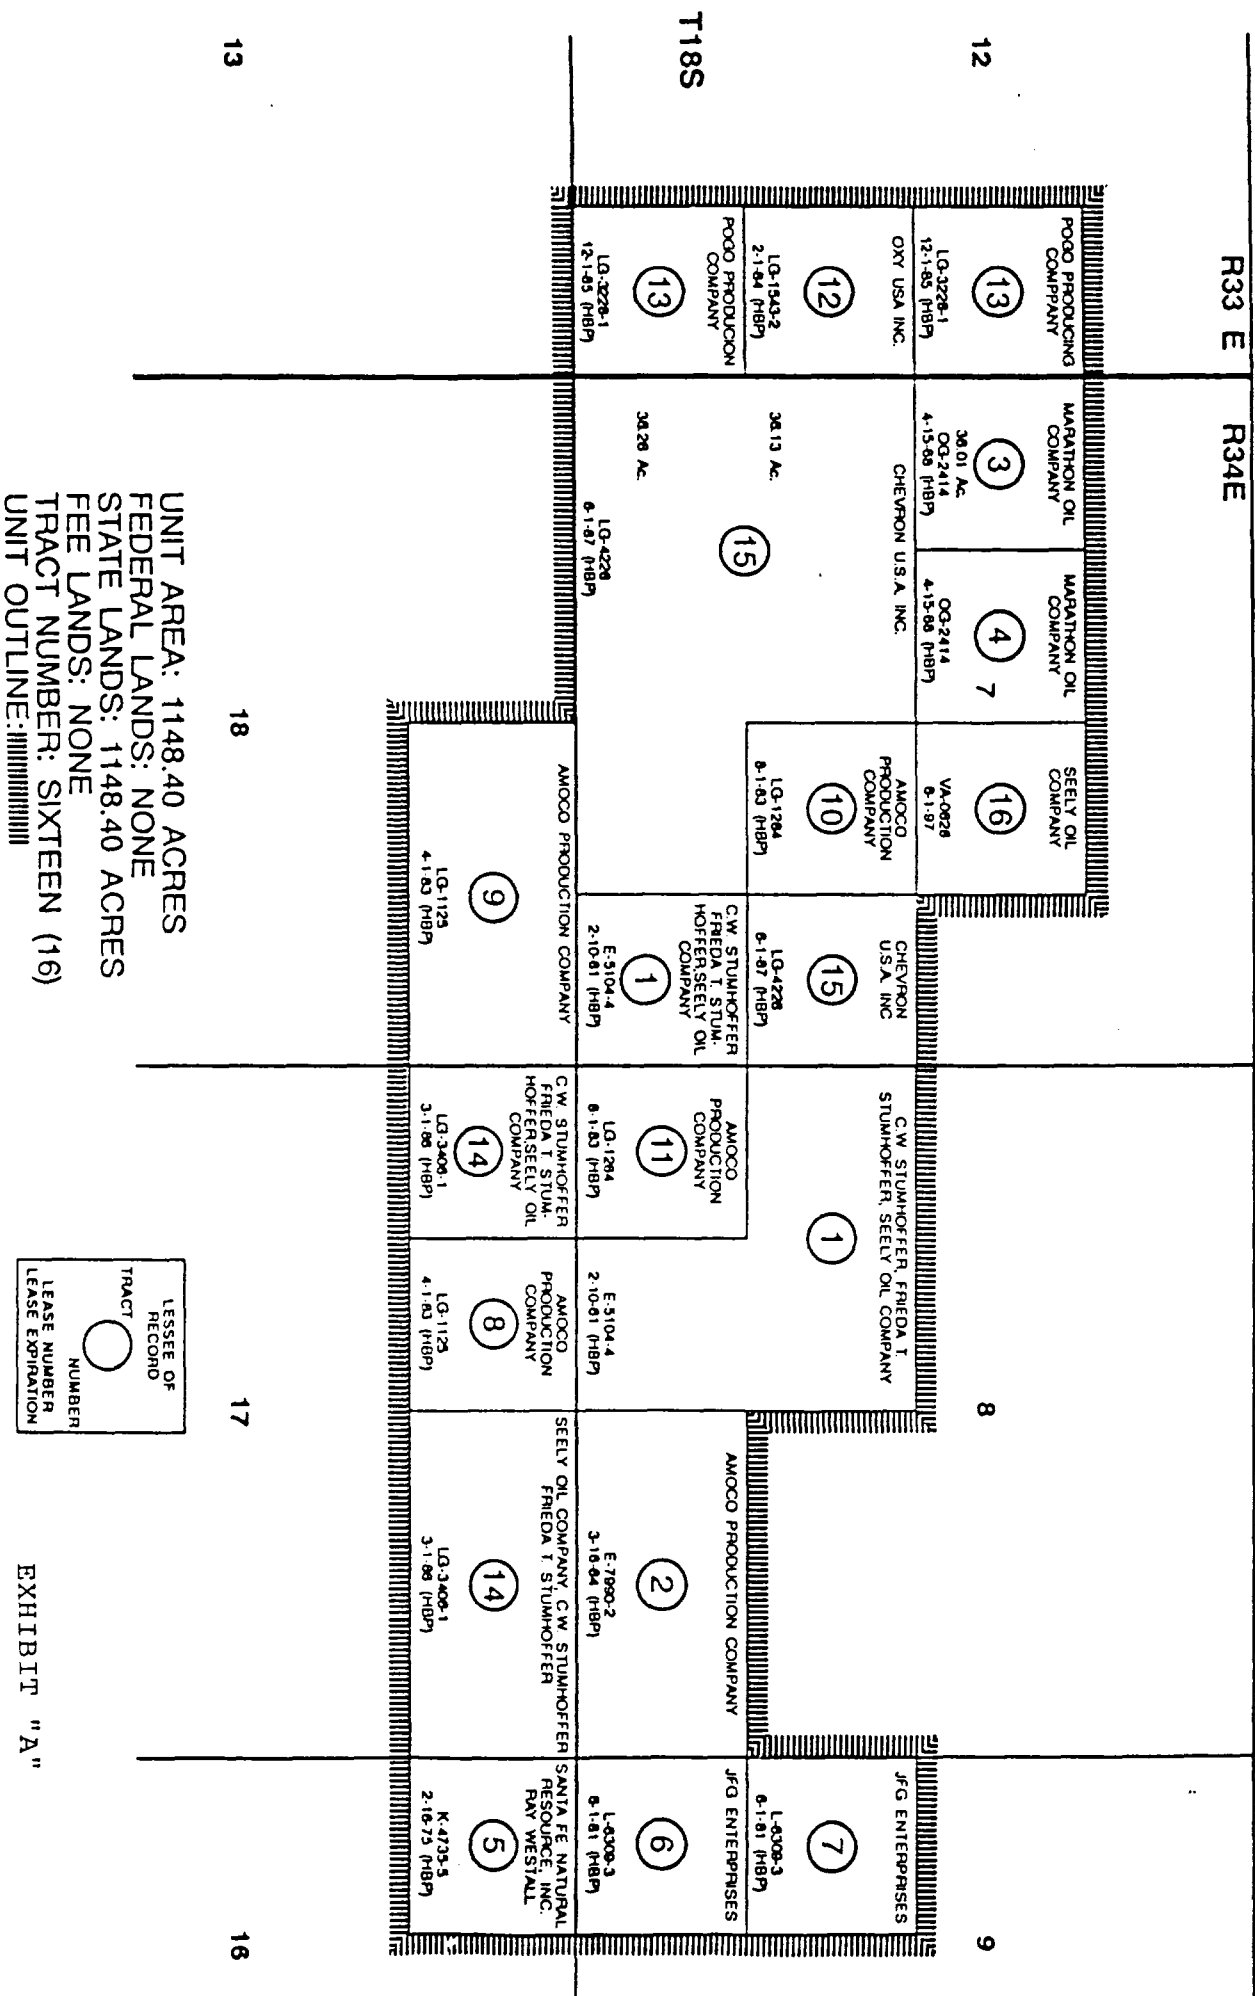 R33 E
R34E
T18S
12
7
8
9
13
18
17
16
POGO PRODUCING
COMPPANY
13
LG-3228-1
12-1-85 (HBP)
MARATHON OIL
COMPANY
3
36.01 Ac.
OG-2414
4-15-68 (HBP)
MARATHON OIL
COMPANY
4
OG-2414
4-15-68 (HBP)
SEELY OIL
COMPANY
16
VA-0626
6-1-97
OXY USA INC.
12
LG-1543-2
2-1-84 (HBP)
CHEVRON U.S.A. INC.
36.13 Ac.
15
36.26 Ac.
LG-4226
6-1-87 (HBP)
AMOCO
PRODUCTION
COMPANY
10
LG-1264
8-1-83 (HBP)
CHEVRON
U.S.A. INC
15
LG-4226
6-1-87 (HBP)
C.W STUMHOFFER, FRIEDA T.
STUMHOFFER, SEELY OIL COMPANY
1
E-5104-4
2-10-61 (HBP)
JFG ENTERPRISES
7
L-6309-3
6-1-81 (HBP)
POGO PRODUCION
COMPANY
13
LG-3228-1
12-1-85 (HBP)
C.W. STUMHOFFER
FRIEDA T. STUM-
HOFFER,SEELY OIL
COMPANY
1
E-5104-4
2-10-61 (HBP)
AMOCO
PRODUCTION
COMPANY
11
LG-1264
8-1-83 (HBP)
AMOCO PRODUCTION COMPANY
2
E-7990-2
3-16-64 (HBP)
JFG ENTERPRISES
6
L-6309-3
6-1-81 (HBP)
AMOCO PRODUCTION COMPANY
9
LG-1125
4-1-83 (HBP)
C.W. STUMHOFFER
FRIEDA T. STUM-
HOFFER,SEELY OIL
COMPANY
14
LG-3406-1
3-1-86 (HBP)
AMOCO
PRODUCTION
COMPANY
8
LG-1125
4-1-83 (HBP)
SEELY OIL COMPANY, C.W. STUMHOFFER
FRIEDA T. STUMHOFFER
14
LG-3406-1
3-1-86 (HBP)
SANTA FE NATURAL
RESOURCE, INC.
RAY WESTALL
5
K-4735-5
2-16-75 (HBP)
UNIT AREA: 1148.40 ACRES
FEDERAL LANDS: NONE
STATE LANDS: 1148.40 ACRES
FEE LANDS: NONE
TRACT NUMBER: SIXTEEN (16)
UNIT OUTLINE:
LESSEE OF
RECORD
TRACT
NUMBER
LEASE NUMBER
LEASE EXPIRATION
EXHIBIT "A"